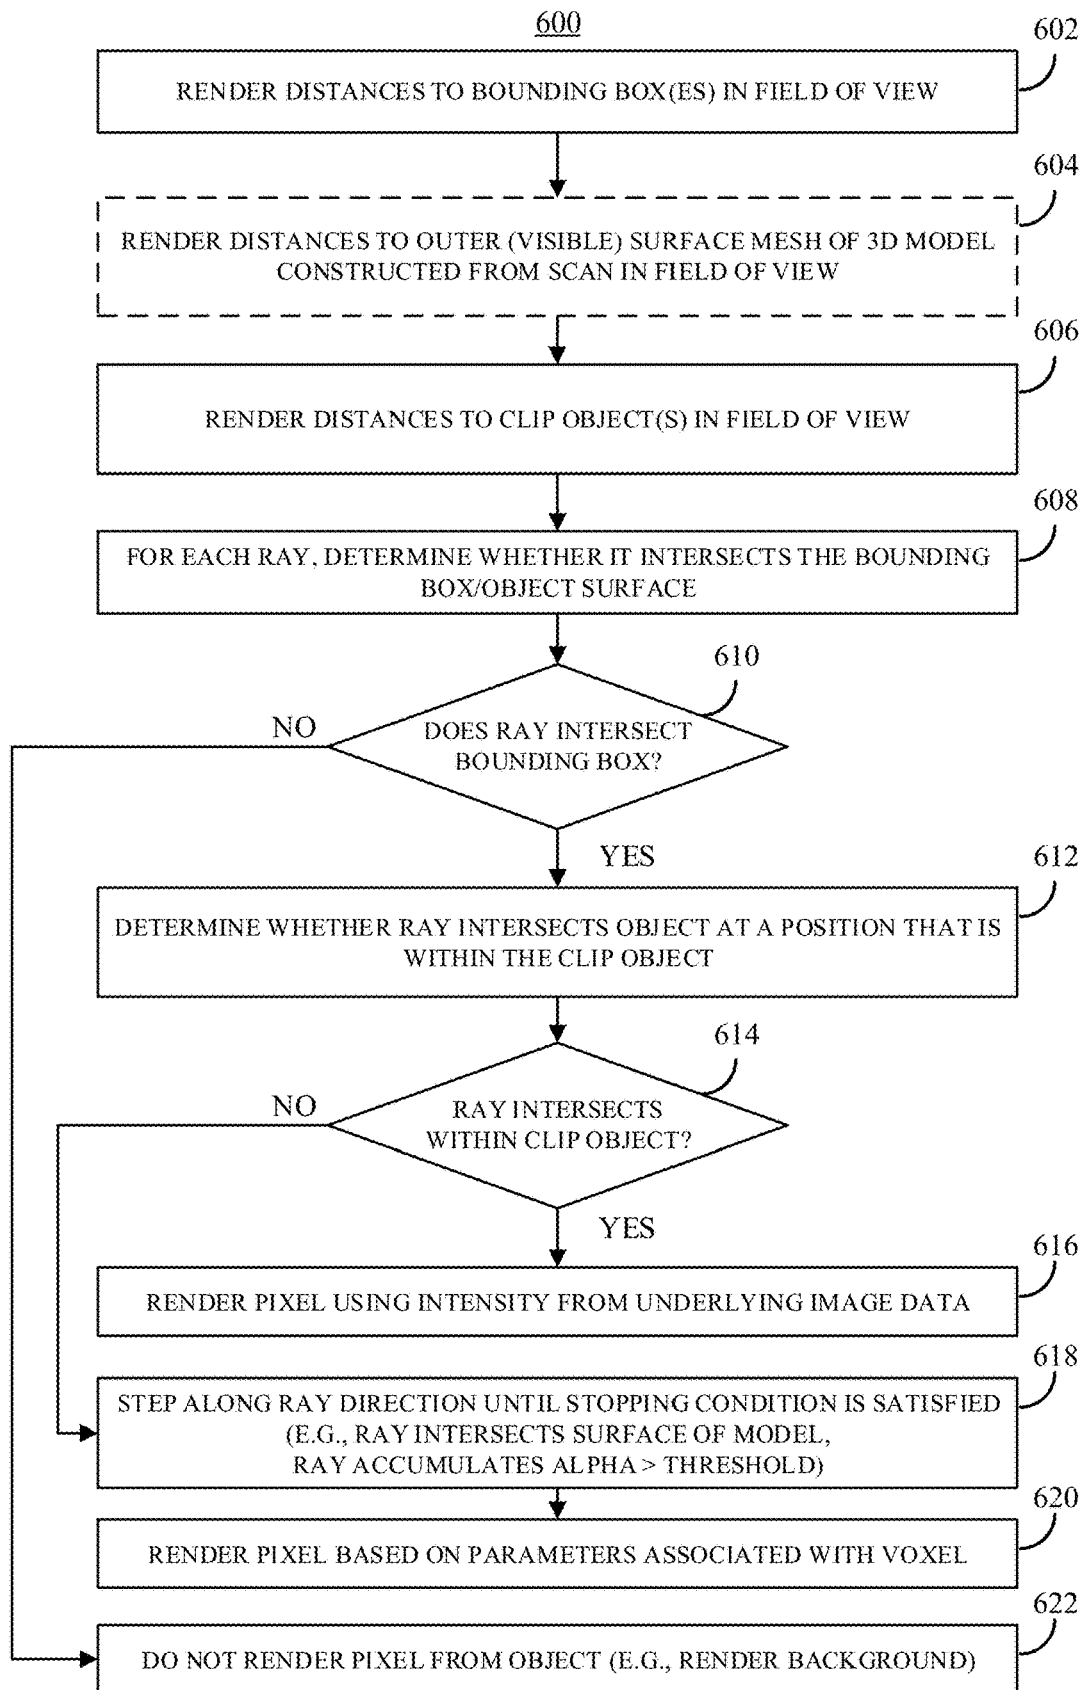 600
602
RENDER DISTANCES TO BOUNDING BOX(ES) IN FIELD OF VIEW
604
RENDER DISTANCES TO OUTER (VISIBLE) SURFACE MESH OF 3D MODEL
CONSTRUCTED FROM SCAN IN FIELD OF VIEW
606
RENDER DISTANCES TO CLIP OBJECT(S) IN FIELD OF VIEW
608
FOR EACH RAY, DETERMINE WHETHER IT INTERSECTS THE BOUNDING
BOX/OBJECT SURFACE
610
NO
DOES RAY INTERSECT
BOUNDING BOX?
YES
612
DETERMINE WHETHER RAY INTERSECTS OBJECT AT A POSITION THAT IS
WITHIN THE CLIP OBJECT
614
NO
RAY INTERSECTS
WITHIN CLIP OBJECT?
YES
616
RENDER PIXEL USING INTENSITY FROM UNDERLYING IMAGE DATA
618
STEP ALONG RAY DIRECTION UNTIL STOPPING CONDITION IS SATISFIED
(E.G., RAY INTERSECTS SURFACE OF MODEL,
RAY ACCUMULATES ALPHA > THRESHOLD)
620
RENDER PIXEL BASED ON PARAMETERS ASSOCIATED WITH VOXEL
622
DO NOT RENDER PIXEL FROM OBJECT (E.G., RENDER BACKGROUND)